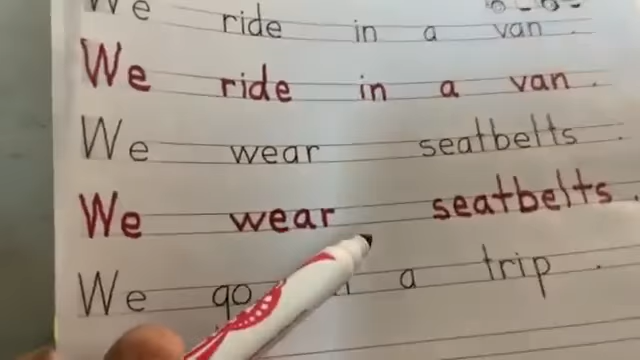 We ride in a van .
We ride in a van .
We wear seatbelts .
We wear seatbelts .
We go a trip .